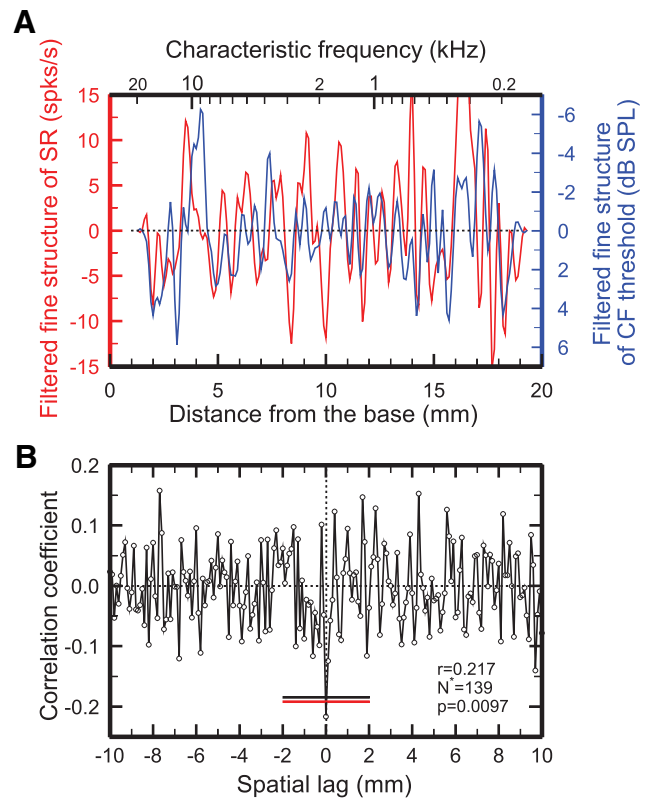 A
Characteristic frequency (kHz)
20 10 2 1 0.2
Filtered fine structure of SR (spks/s)
15
10
5
0
-5
-10
-15
-6
-4
-2
0
2
4
6
Filtered fine structure
of CF threshold (dB SPL)
0 5 10 15 20
Distance from the base (mm)
B
Correlation coefficient
0.2
0.1
0.0
-0.1
-0.2
r=0.217
N*=139
p=0.0097
-10 -8 -6 -4 -2 0 2 4 6 8 10
Spatial lag (mm)